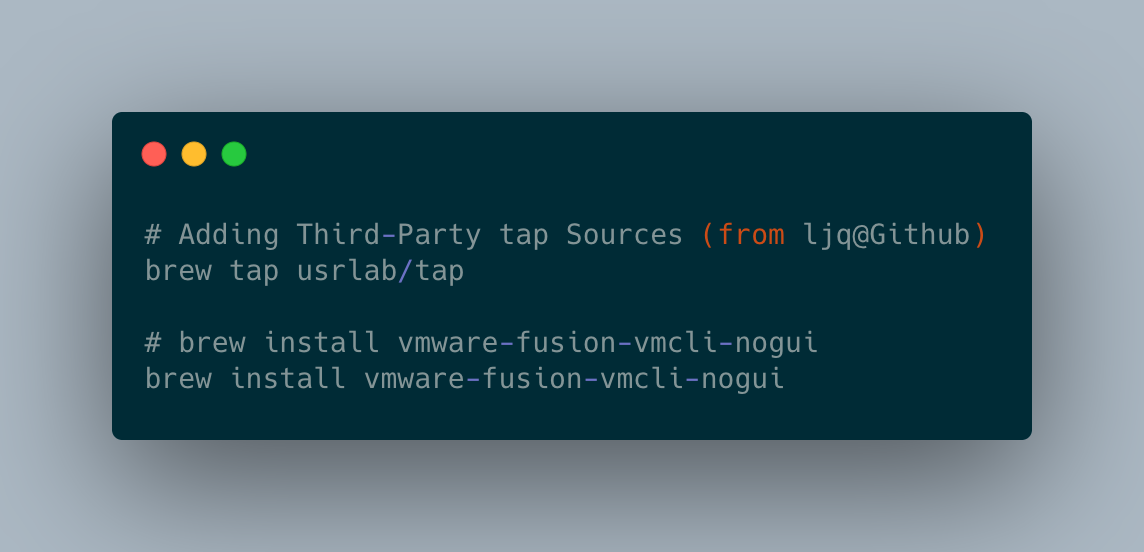 # Adding Third-Party tap Sources (from ljq@Github)
brew tap usrlab/tap
# brew install vmware-fusion-vmcli-nogui
brew install vmware-fusion-vmcli-nogui